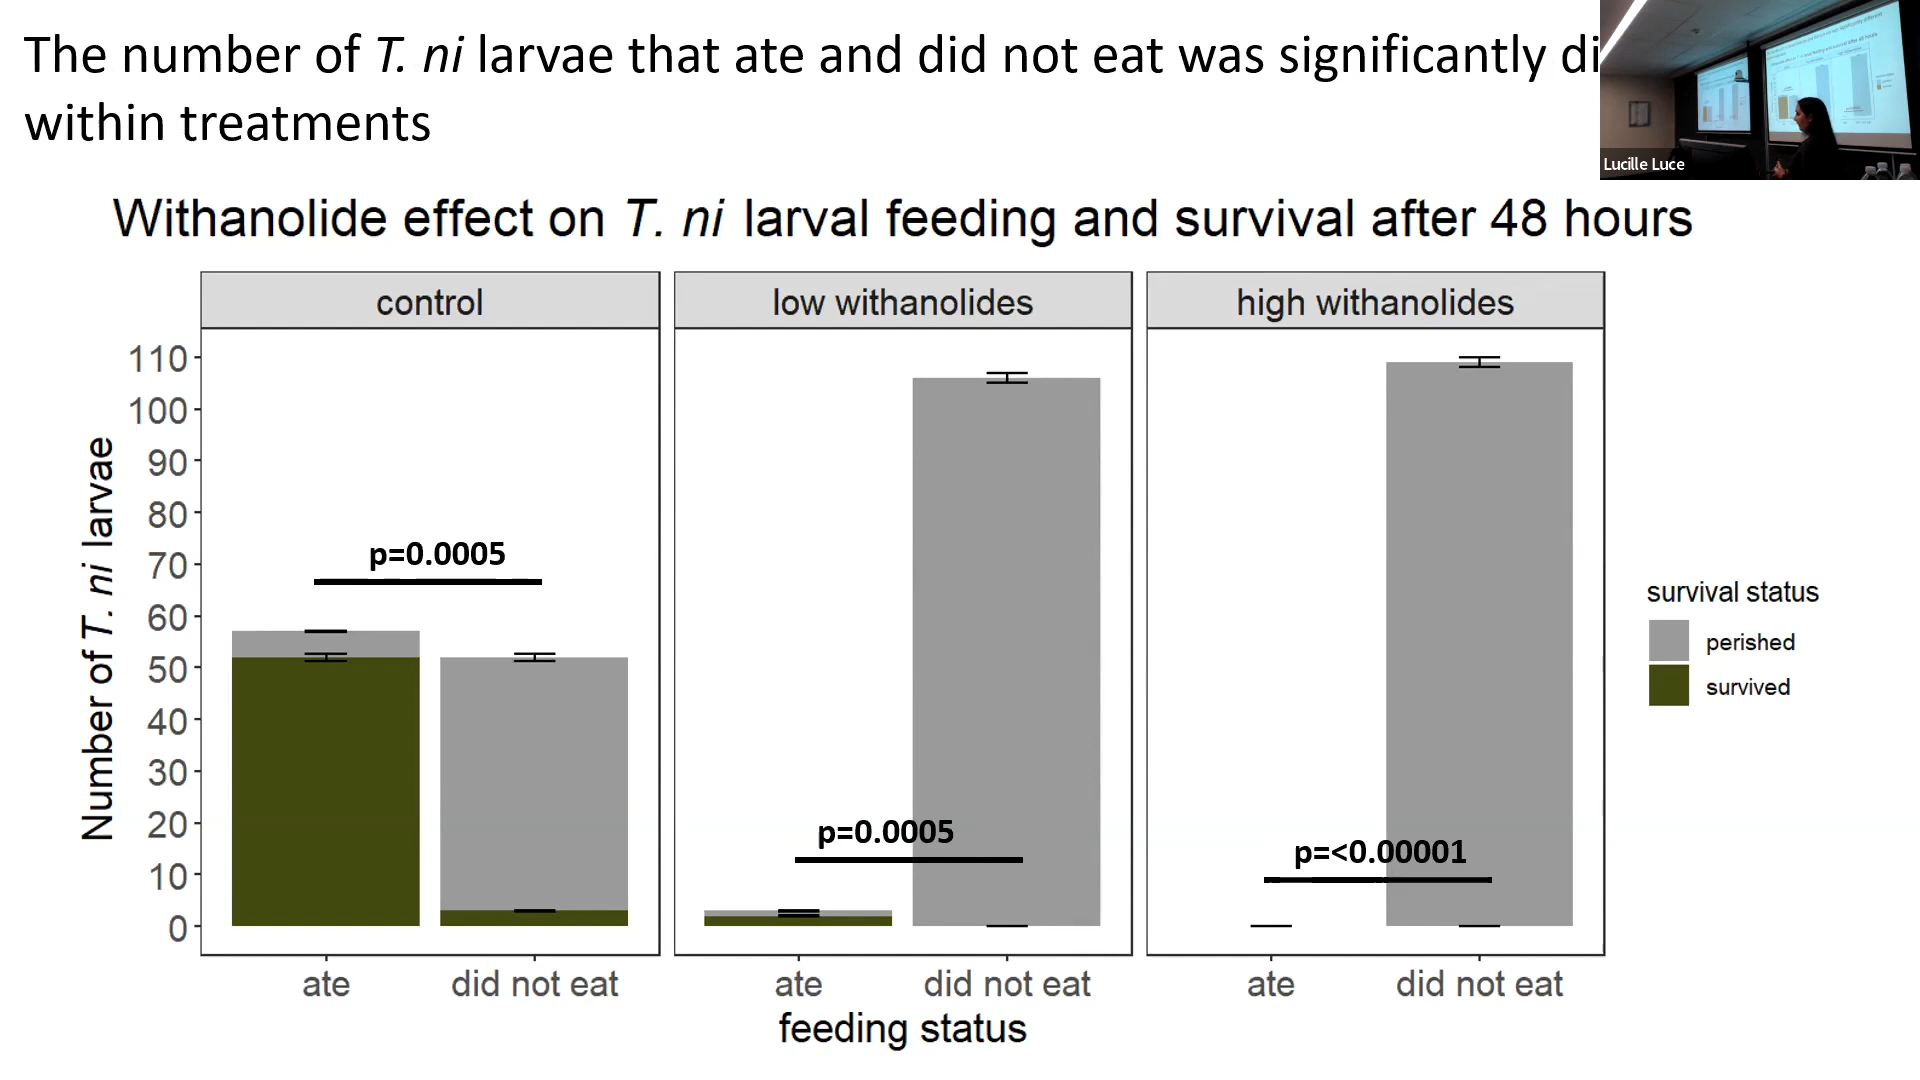 The number of T. ni larvae that ate and did not eat was significantly di
within treatments
Lucille Luce
Withanolide effect on T. ni larval feeding and survival after 48 hours
control
low withanolides
high withanolides
Number of T. ni larvae
110
100
90
80
70
60
50
40
30
20
10
0
p=0.0005
p=0.0005
p=<0.00001
ate
did not eat
ate
did not eat
ate
did not eat
feeding status
survival status
perished
survived